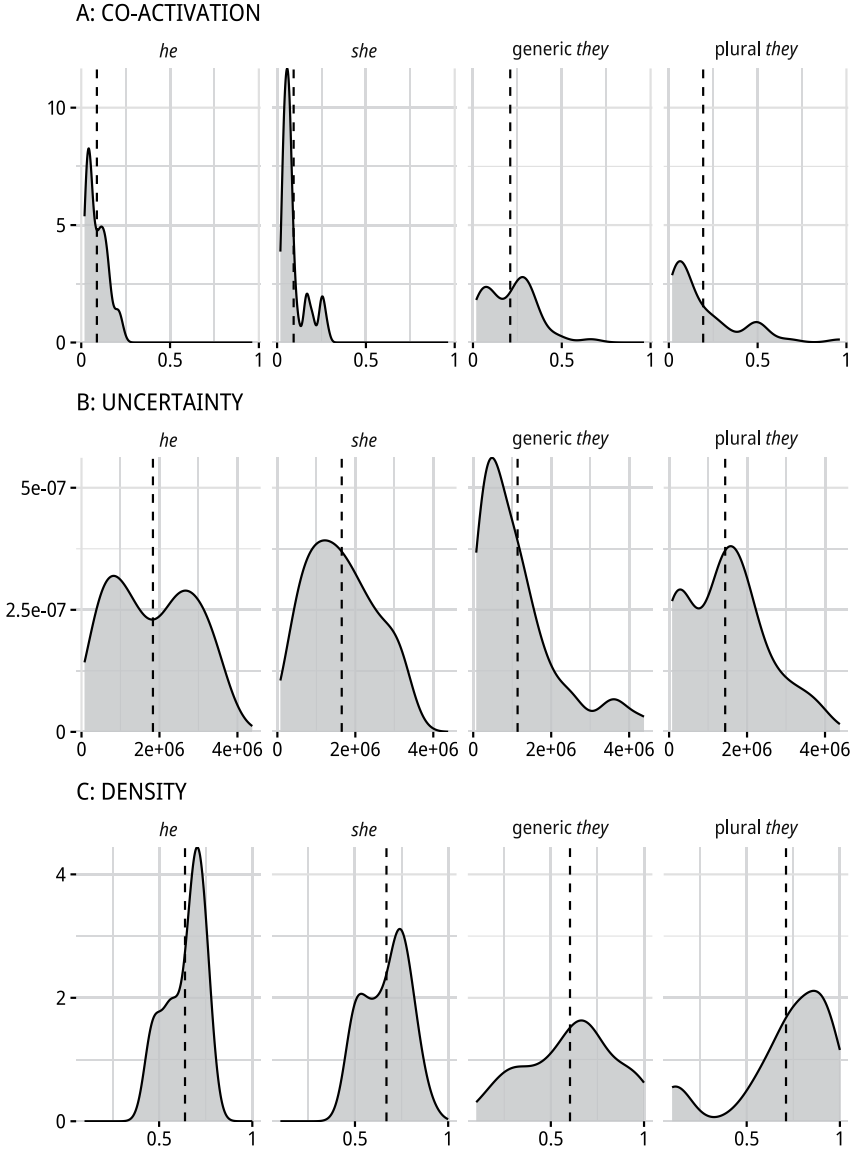 A: CO-ACTIVATION
he she generic they plural they
10
5
0
0 0.5 1 0 0.5 1 0 0.5 1 0 0.5 1
B: UNCERTAINTY
he she generic they plural they
5e-07
2.5e-07
0
0 2e+06 4e+06 0 2e+06 4e+06 0 2e+06 4e+06 0 2e+06 4e+06
C: DENSITY
he she generic they plural they
4
2
0
0.5 1 0.5 1 0.5 1 0.5 1